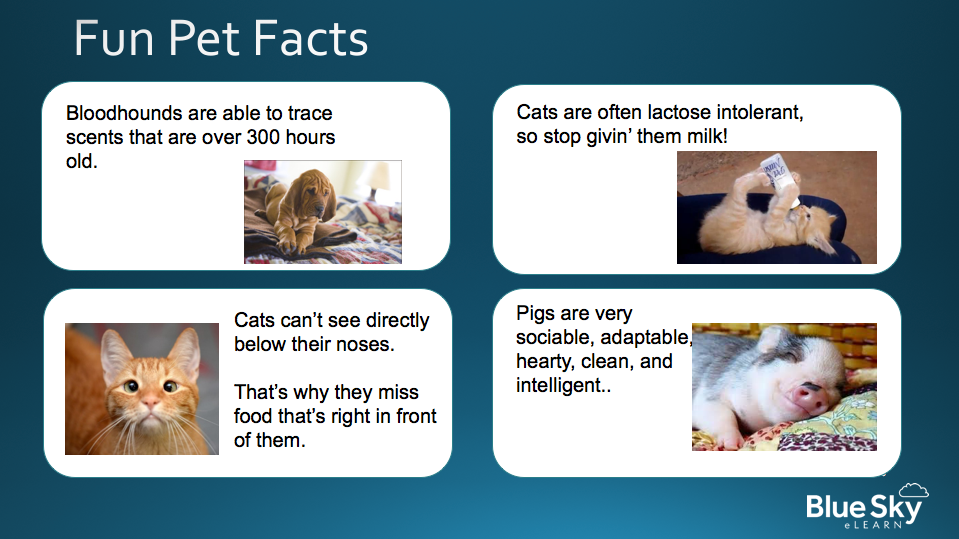 Fun Pet Facts
Bloodhounds are able to trace
scents that are over 300 hours
old.
Cats are often lactose intolerant,
so stop givin’ them milk!
Cats can’t see directly
below their noses.
That’s why they miss
food that’s right in front
of them.
Pigs are very
sociable, adaptable,
hearty, clean, and
intelligent..
Blue Sky
eLEARN